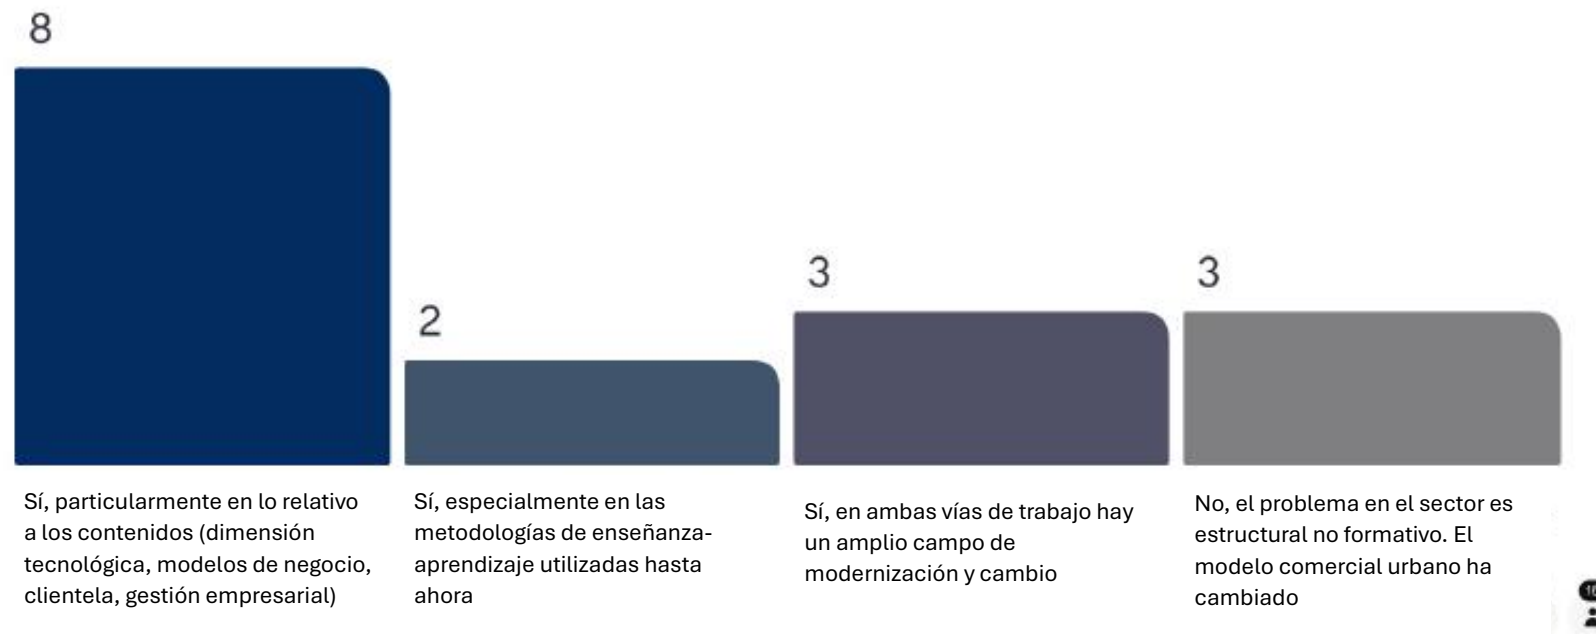 8
2
3
3
Sí, particularmente en lo relativo
a los contenidos (dimensión
tecnológica, modelos de negocio,
clientela, gestión empresarial)
Sí, especialmente en las
metodologías de enseñanza-
aprendizaje utilizadas hasta
ahora
Sí, en ambas vías de trabajo hay
un amplio campo de
modernización y cambio
No, el problema en el sector es
estructural no formativo. El
modelo comercial urbano ha
cambiado